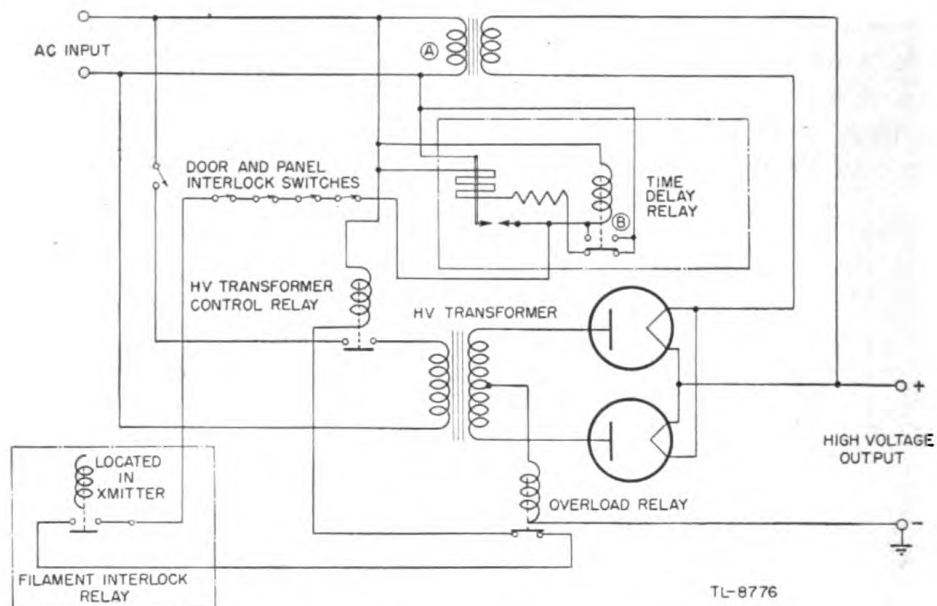 AC INPUT
A
DOOR AND PANEL
INTERLOCK SWITCHES
TIME
DELAY
RELAY
B
HV TRANSFORMER
CONTROL RELAY
HV TRANSFORMER
+
HIGH VOLTAGE
OUTPUT
LOCATED
IN
XMITTER
OVERLOAD RELAY
-
FILAMENT INTERLOCK
RELAY
TL-8776